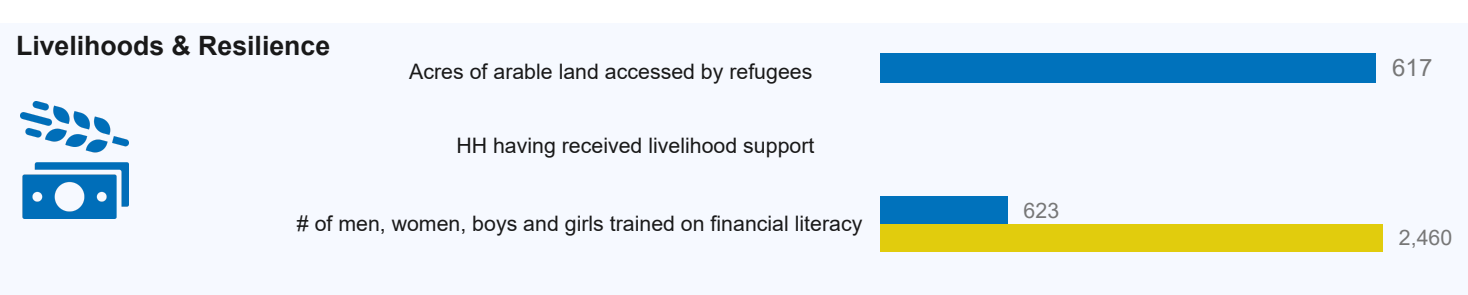 Livelihoods & Resilience
Acres of arable land accessed by refugees
617
HH having received livelihood support
# of men, women, boys and girls trained on financial literacy
623
2,460